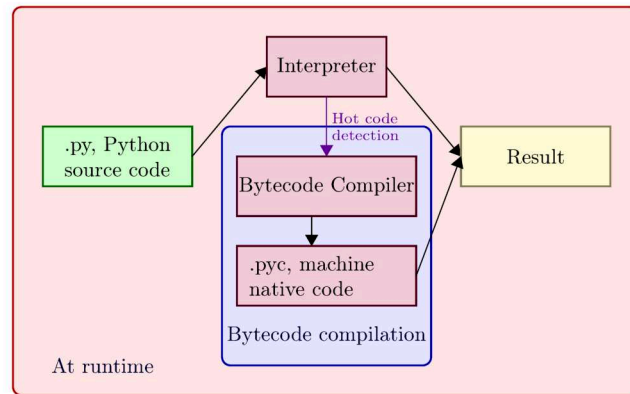 Interpreter
Hot code
detection
.py, Python
source code
Result
Bytecode Compiler
.pyc, machine
native code
Bytecode compilation
At runtime